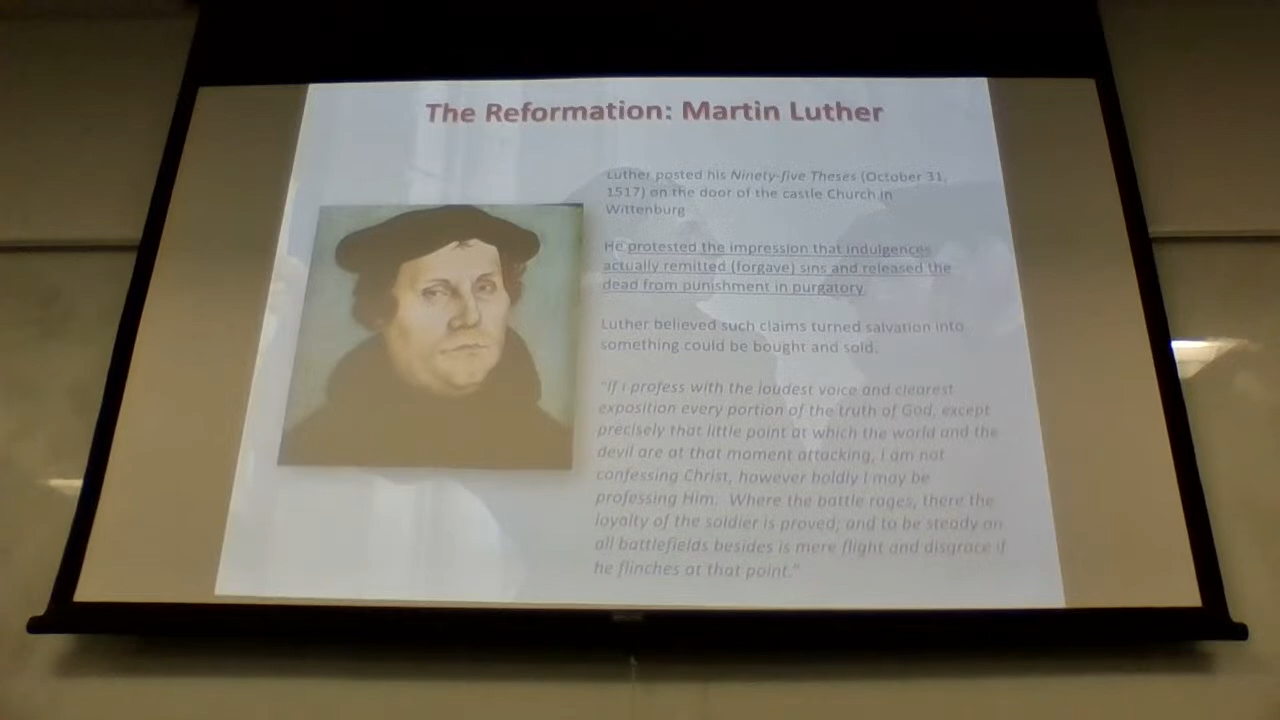 The Reformation: Martin Luther
Luther posted his Ninety-five Theses (October 31,
1517) on the door of the castle Church in
Wittenburg
He protested the impression that indulgences
actually remitted (forgave) sins and released the
dead from punishment in purgatory.
Luther believed such claims turned salvation into
something could be bought and sold.
"If I profess with the loudest voice and clearest
exposition every portion of the truth of God, except
precisely that little point at which the world and the
devil are at that moment attacking, I am not
confessing Christ, however boldly I may be
professing Him. Where the battle rages, there the
loyalty of the soldier is proved; and to be steady on
all battlefields besides is mere flight and disgrace if
he flinches at that point."